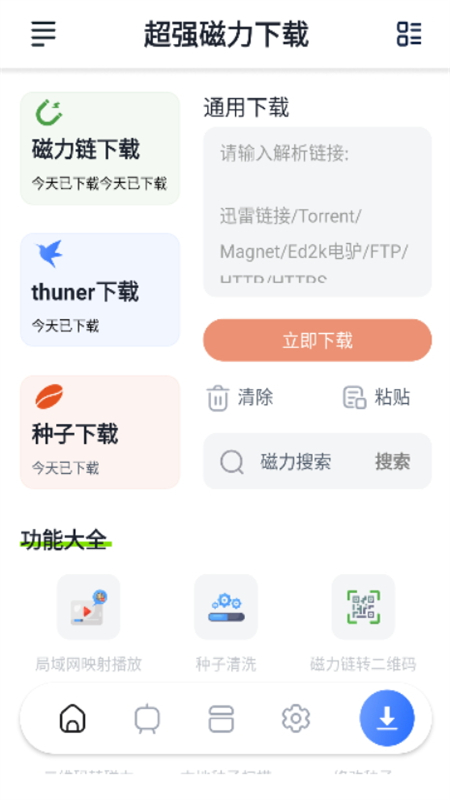 超强磁力下载
磁力链下载
今天已下载今天已下载
thuner下载
今天已下载
种子下载
今天已下载
通用下载
请输入解析链接:
迅雷链接/Torrent/
Magnet/Ed2k电驴/FTP/
HTTP/HTTPS
立即下载
清除
粘贴
磁力搜索
搜索
功能大全
局域网映射播放
种子清洗
磁力链转二维码